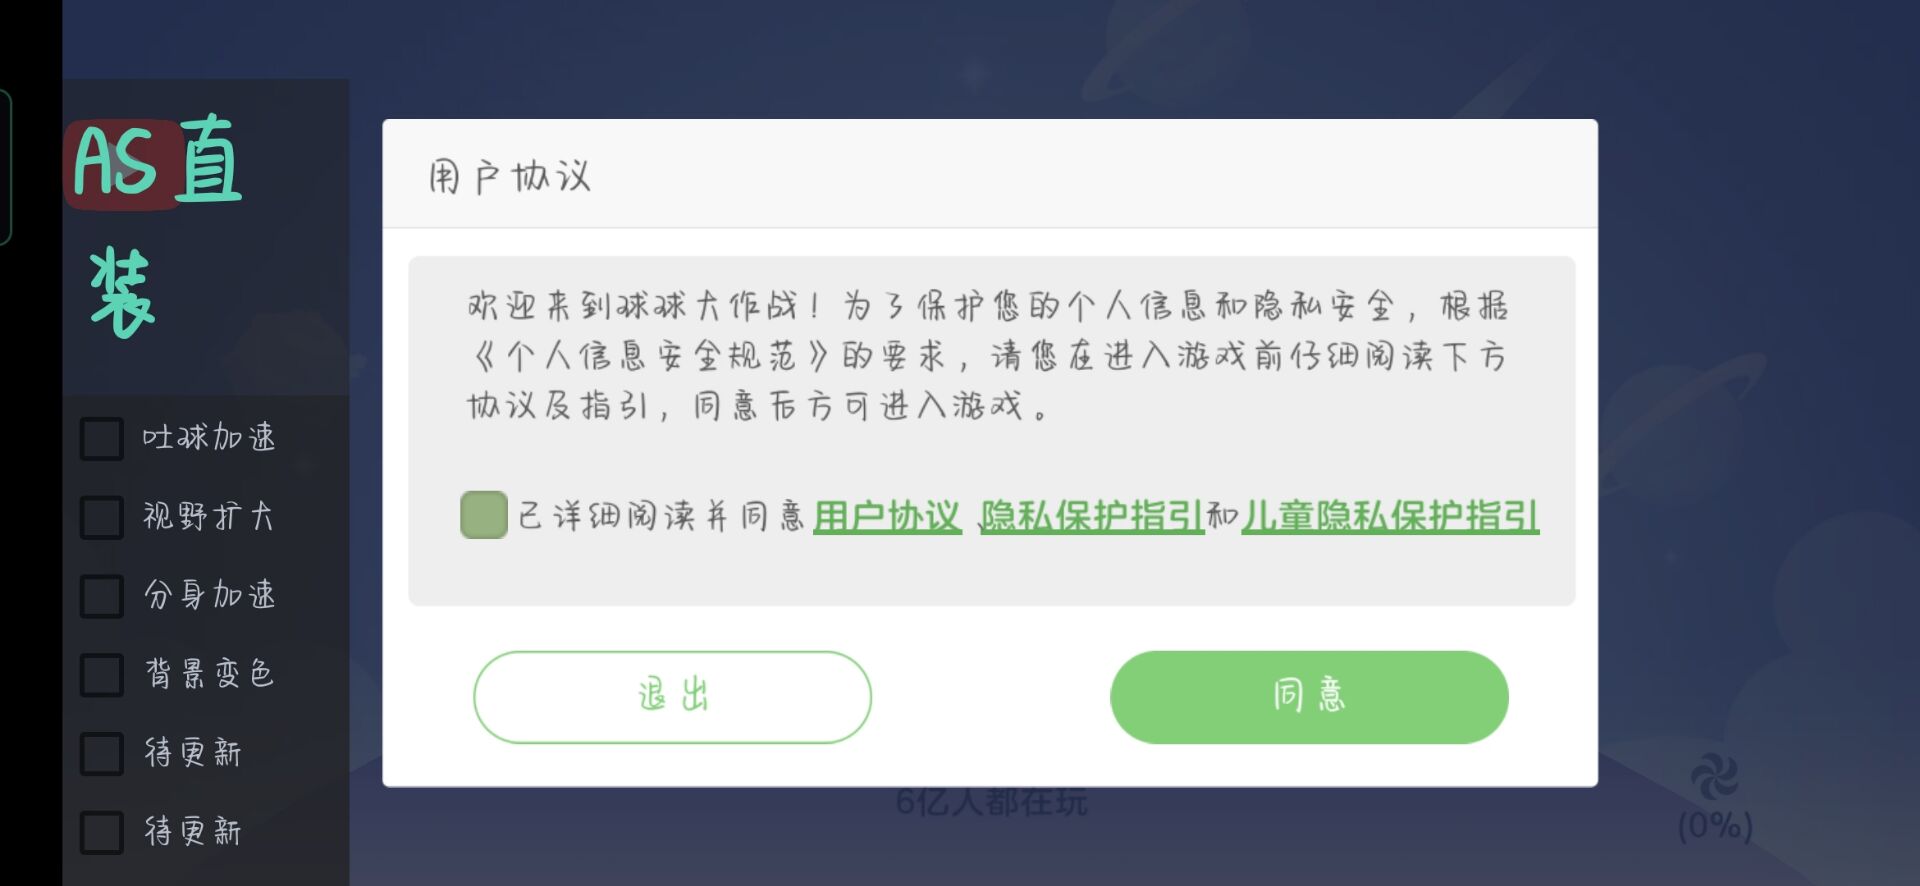 AS直
装
吐球加速
视野扩大
分身加速
背景变色
待更新
待更新
用户协议
欢迎来到球球大作战！为了保护您的个人信息和隐私安全，根据
《个人信息安全规范》的要求，请您在进入游戏前仔细阅读下方
协议及指引，同意后方可进入游戏。
已详细阅读并同意用户协议、隐私保护指引和儿童隐私保护指引
退出
同意
6亿人都在玩
(0%)